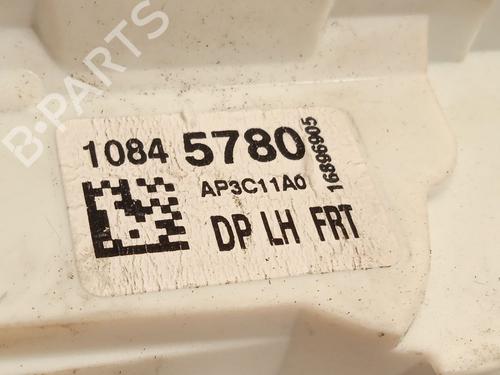 B-PARTS
1084 5780
AP3C11A0
16896905
DP LH FRT